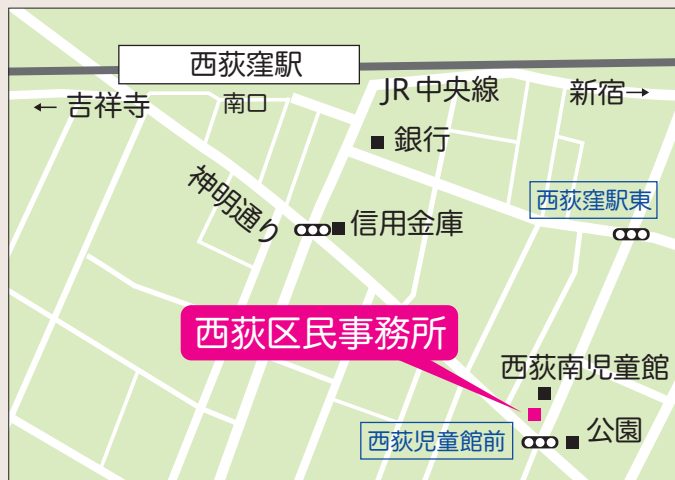 西荻窪駅
← 吉祥寺
南口
JR 中央線
新宿→
銀行
神明通り
信用金庫
西荻窪駅東
西荻区民事務所
西荻南児童館
西荻児童館前
公園